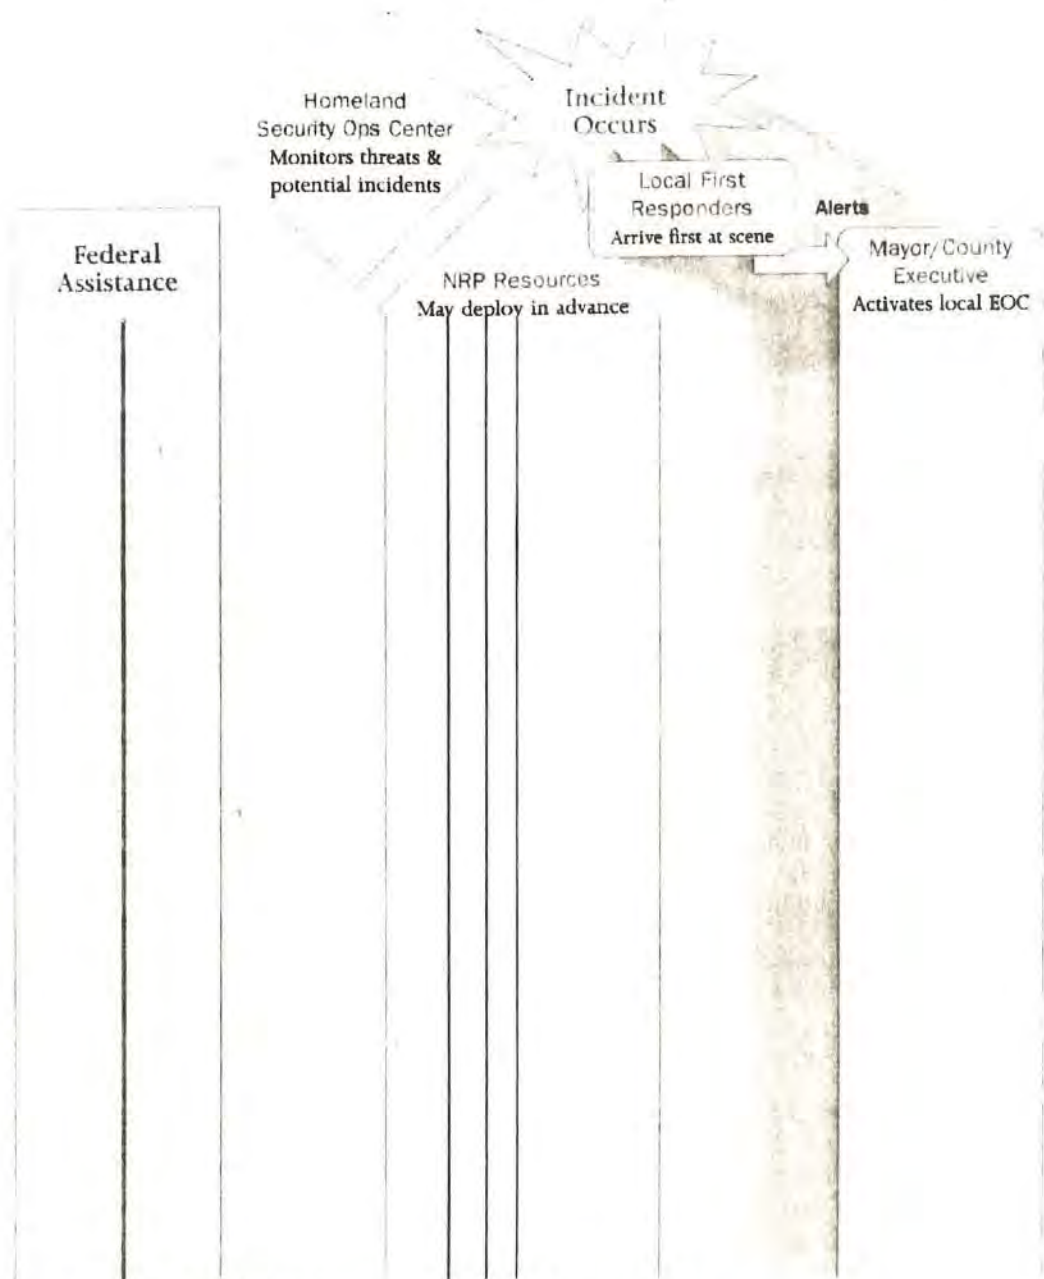 Incident
Occurs
Homeland
Security Ops Center
Monitors threats &
potential incidents
Local First
Responders
Arrive first at scene
Alerts
Mayor/County
Executive
Activates local EOC
Federal
Assistance
NRP Resources
May deploy in advance